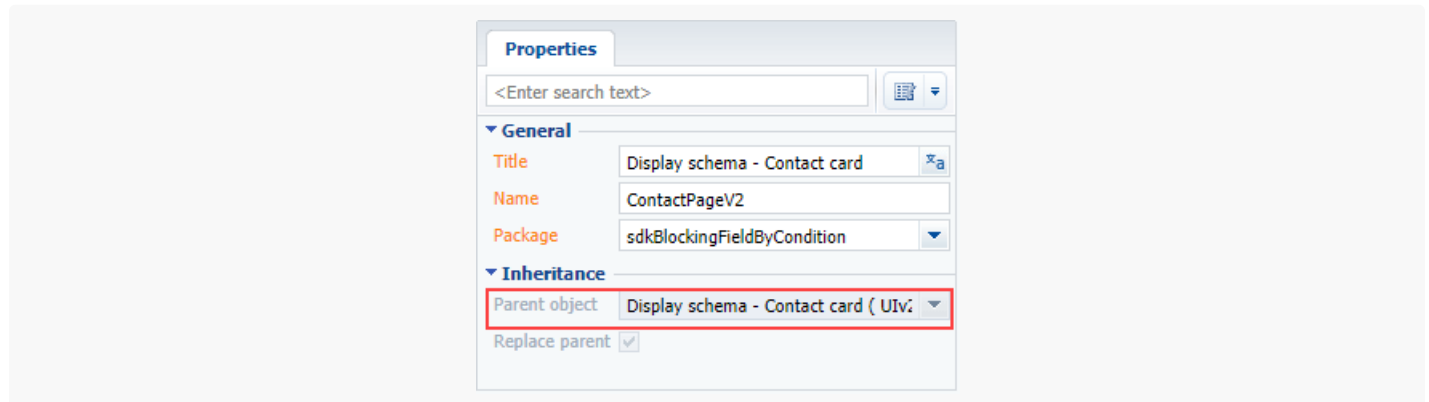 Properties
<Enter search text>
General
Title Display schema - Contact card
Name ContactPageV2
Package sdkBlockingFieldByCondition
Inheritance
Parent object Display schema - Contact card ( UIv2
Replace parent